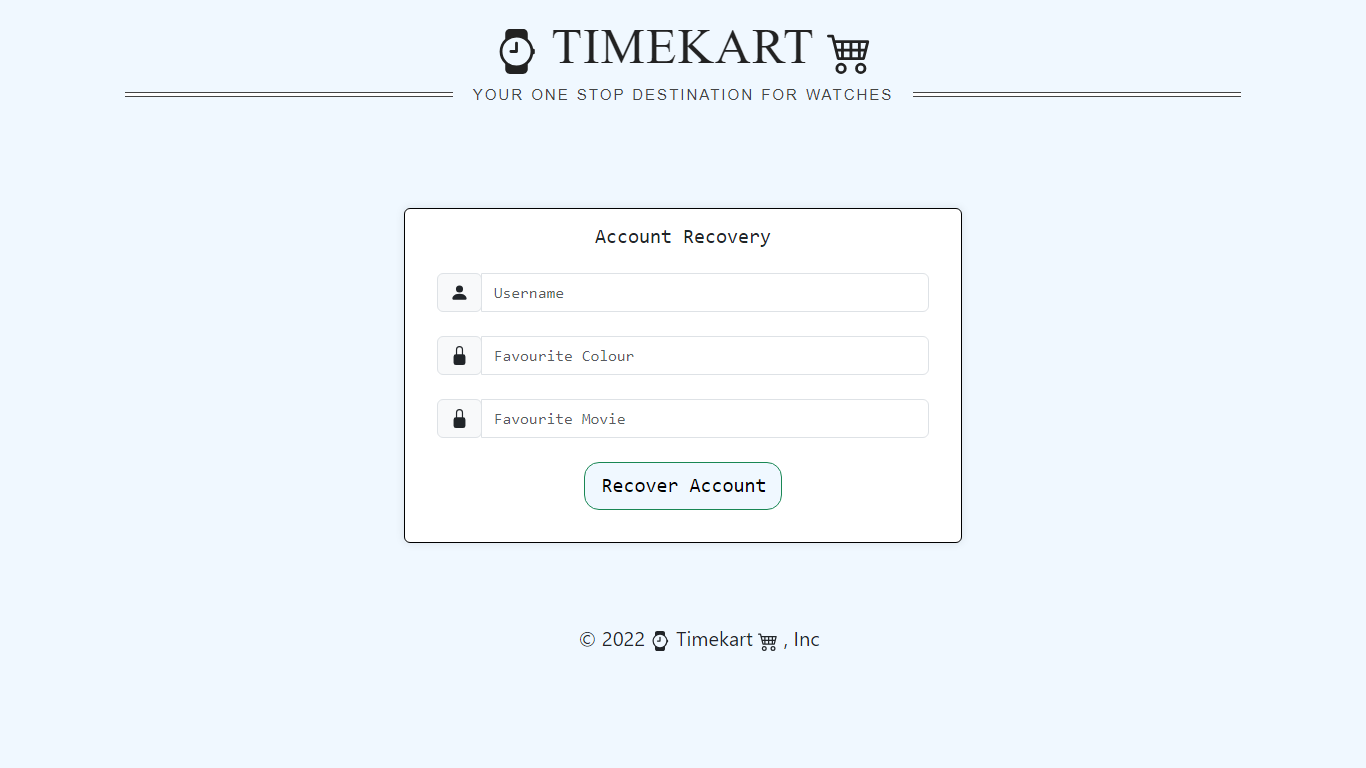 TIMEKART
YOUR ONE STOP DESTINATION FOR WATCHES
Account Recovery
Username
Favourite Colour
Favourite Movie
Recover Account
© 2022 Timekart , Inc